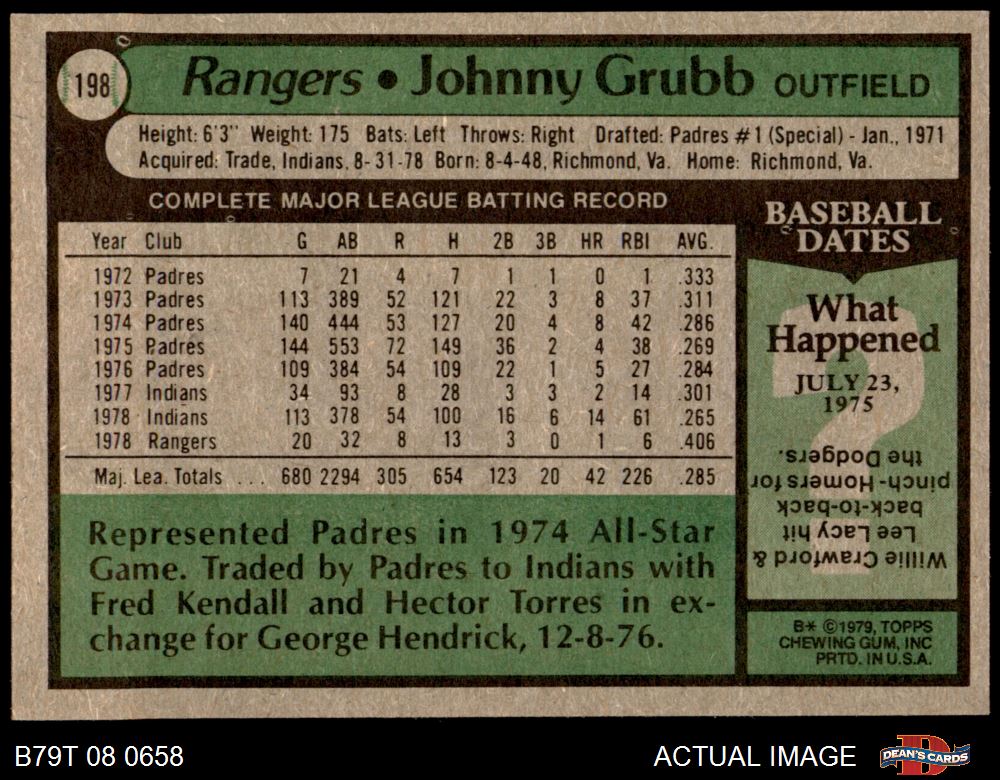 198
Rangers • Johnny Grubb OUTFIELD
Height: 6'3" Weight: 175 Bats: Left Throws: Right Drafted: Padres #1 (Special) - Jan., 1971
Acquired: Trade, Indians, 8-31-78 Born: 8-4-48, Richmond, Va. Home: Richmond, Va.
COMPLETE MAJOR LEAGUE BATTING RECORD
Year Club G AB R H 2B 3B HR RBI AVG.
1972 Padres 7 21 4 7 1 1 0 1 .333
1973 Padres 113 389 52 121 22 3 8 37 .311
1974 Padres 140 444 53 127 20 4 8 42 .286
1975 Padres 144 553 72 149 36 2 4 38 .269
1976 Padres 109 384 54 109 22 1 5 27 .284
1977 Indians 34 93 8 28 3 3 2 14 .301
1978 Indians 113 378 54 100 16 6 14 61 .265
1978 Rangers 20 32 8 13 3 0 1 6 .406
Maj. Lea. Totals ... 680 2294 305 654 123 20 42 226 .285
Represented Padres in 1974 All-Star
Game. Traded by Padres to Indians with
Fred Kendall and Hector Torres in ex-
change for George Hendrick, 12-8-76.
BASEBALL
DATES
What
Happened
JULY 23,
1975
?
Willie Crawford &
Lee Lacy hit
back-to-back
pinch-Homers for
the Dodgers.
B* ©1979, TOPPS
CHEWING GUM, INC
PRTD. IN U.S.A.
B79T 08 0658
ACTUAL IMAGE
D
DEAN'S CARDS